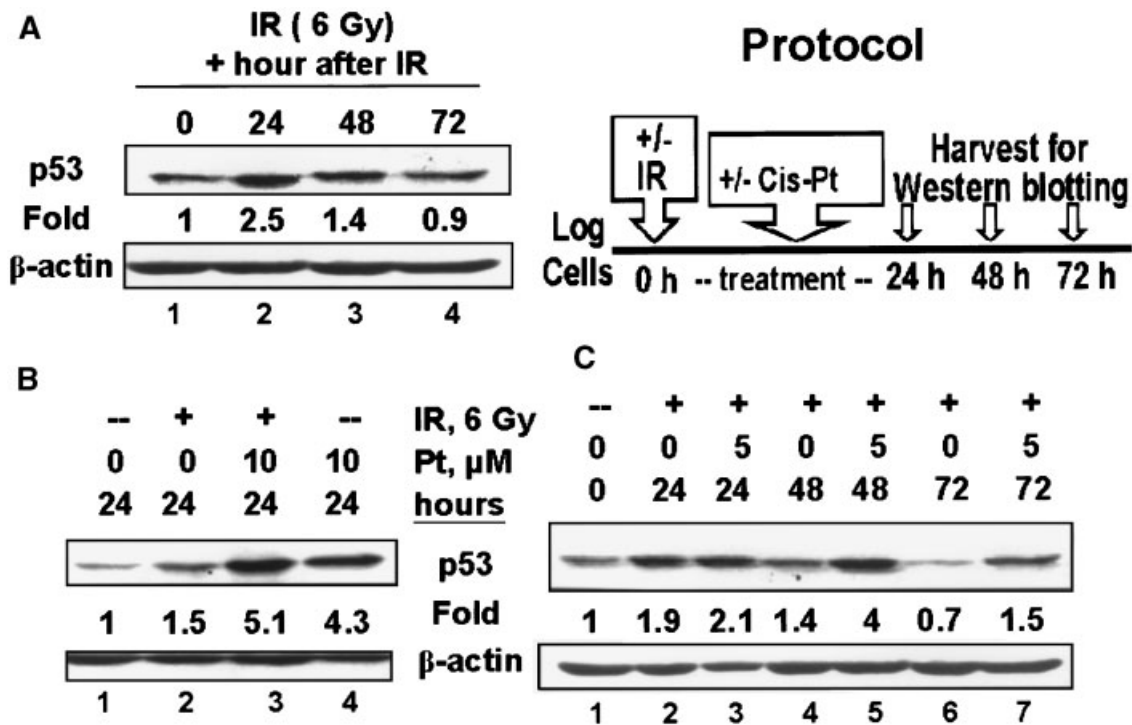 A
IR ( 6 Gy)
+ hour after IR
0 24 48 72
p53
Fold 1 2.5 1.4 0.9
β-actin
1 2 3 4
Protocol
+/-
IR
+/- Cis-Pt
Harvest for
Western blotting
Log
Cells 0 h -- treatment -- 24 h 48 h 72 h
B
-- + + -- IR, 6 Gy
0 0 10 10 Pt, µM
24 24 24 24 hours
p53
1 1.5 5.1 4.3 Fold
β-actin
1 2 3 4
C
-- + + + + + +
0 0 5 0 5 0 5
0 24 24 48 48 72 72
1 1.9 2.1 1.4 4 0.7 1.5
1 2 3 4 5 6 7